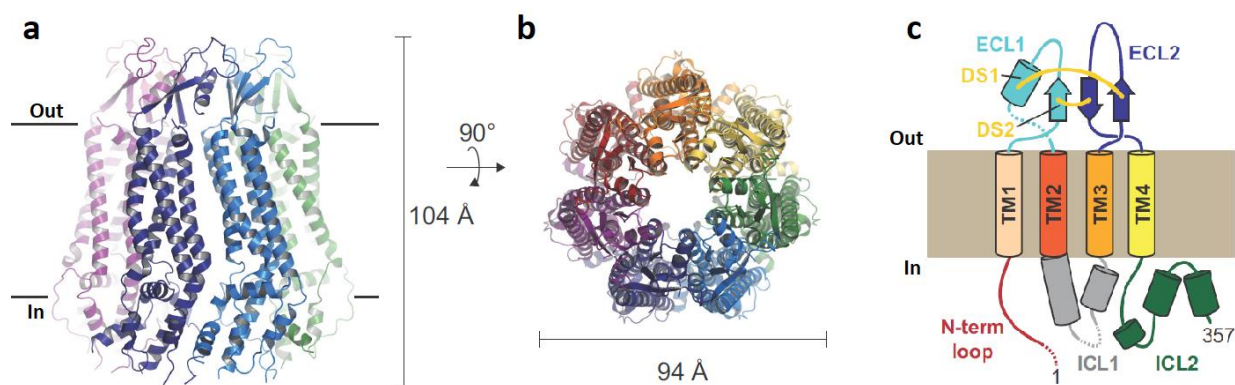 a
Out
In
104 Å
90°
b
94 Å
c
ECL1
ECL2
DS1
DS2
Out
TM1
TM2
TM3
TM4
In
N-term
loop
1
ICL1
ICL2
357